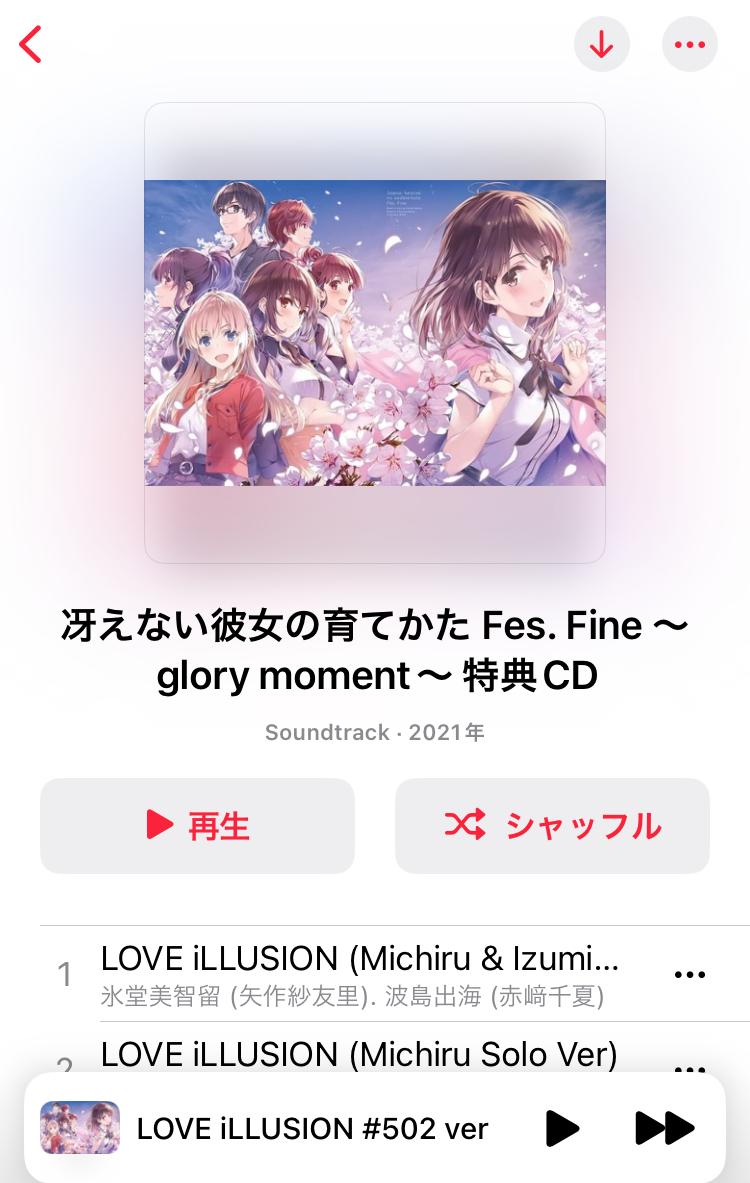 冴えない彼女の育てかた Fes. Fine 〜
glory moment〜 特典CD
Soundtrack · 2021年
再生
シャッフル
1
LOVE iLLUSION (Michiru & Izumi...
氷堂美智留 (矢作紗友里). 波島出海 (赤﨑千夏)
2
LOVE iLLUSION (Michiru Solo Ver)
LOVE iLLUSION #502 ver